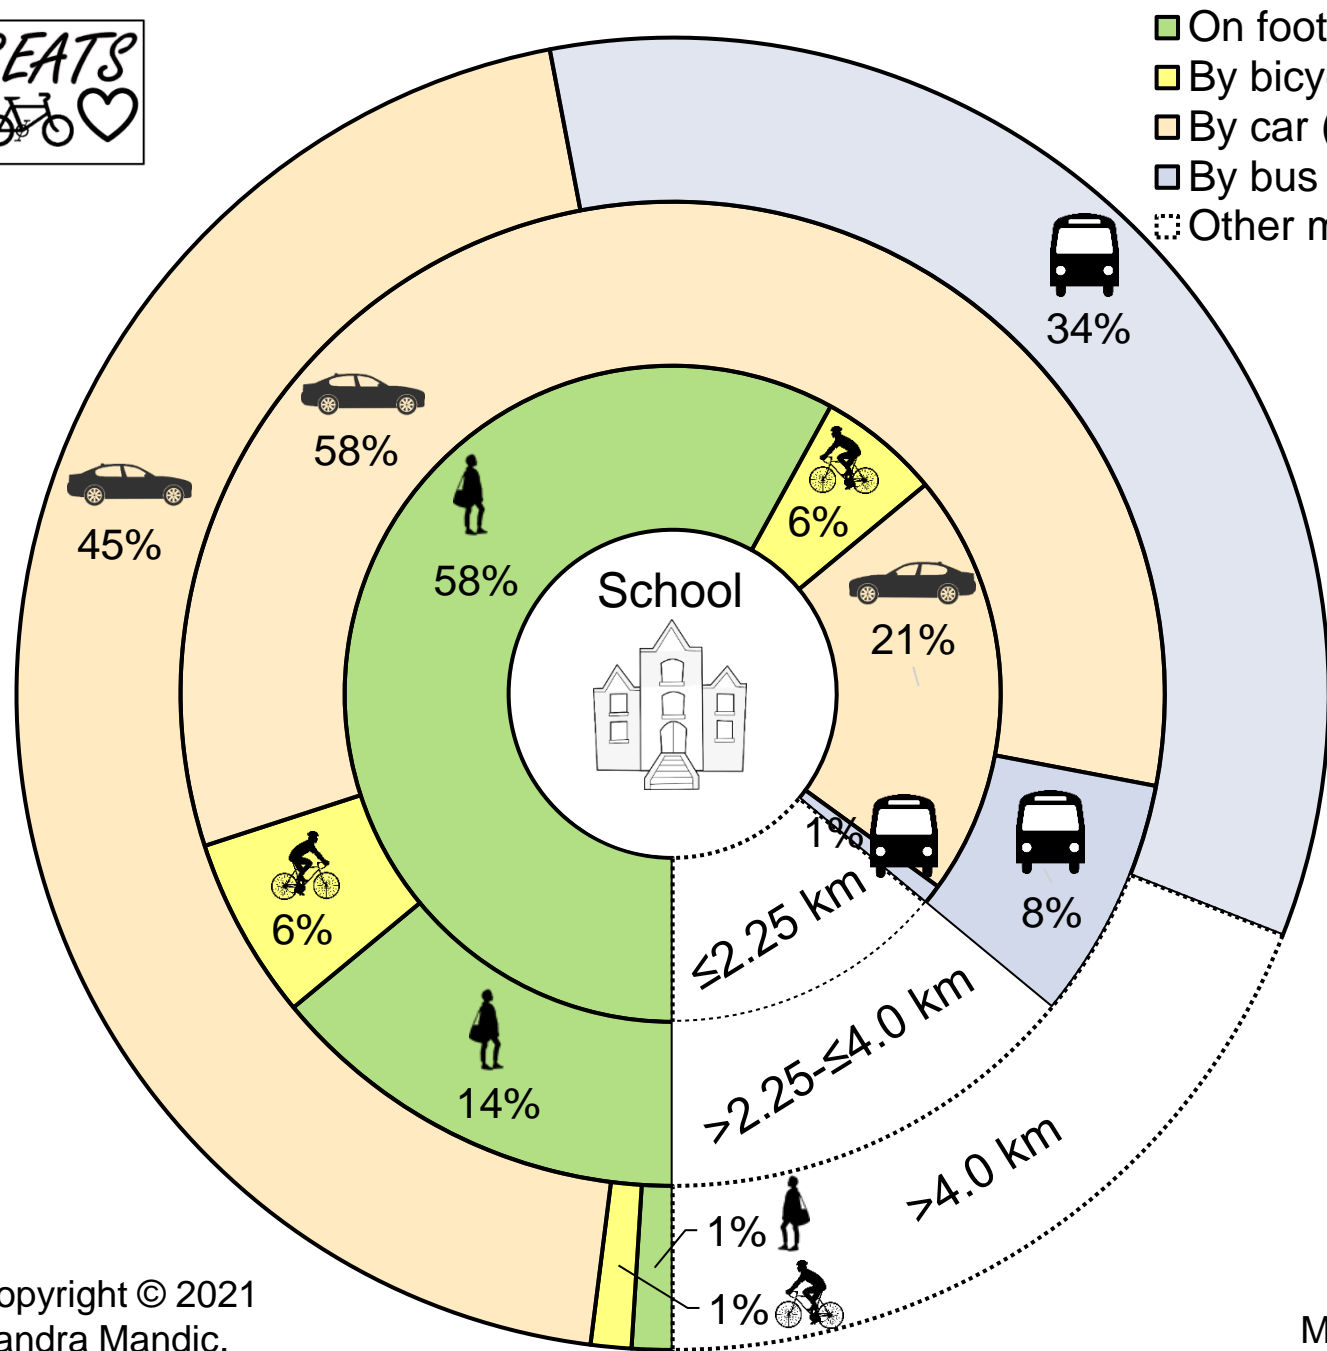 On foot
By bicy
By car (
By bus
Other m
34%
58%
45%
58%
6%
School
21%
1%
8%
6%
14%
≤2.25 km
>2.25-≤4.0 km
>4.0 km
1%
1%
opyright © 2021
andra Mandic.
M
EATS